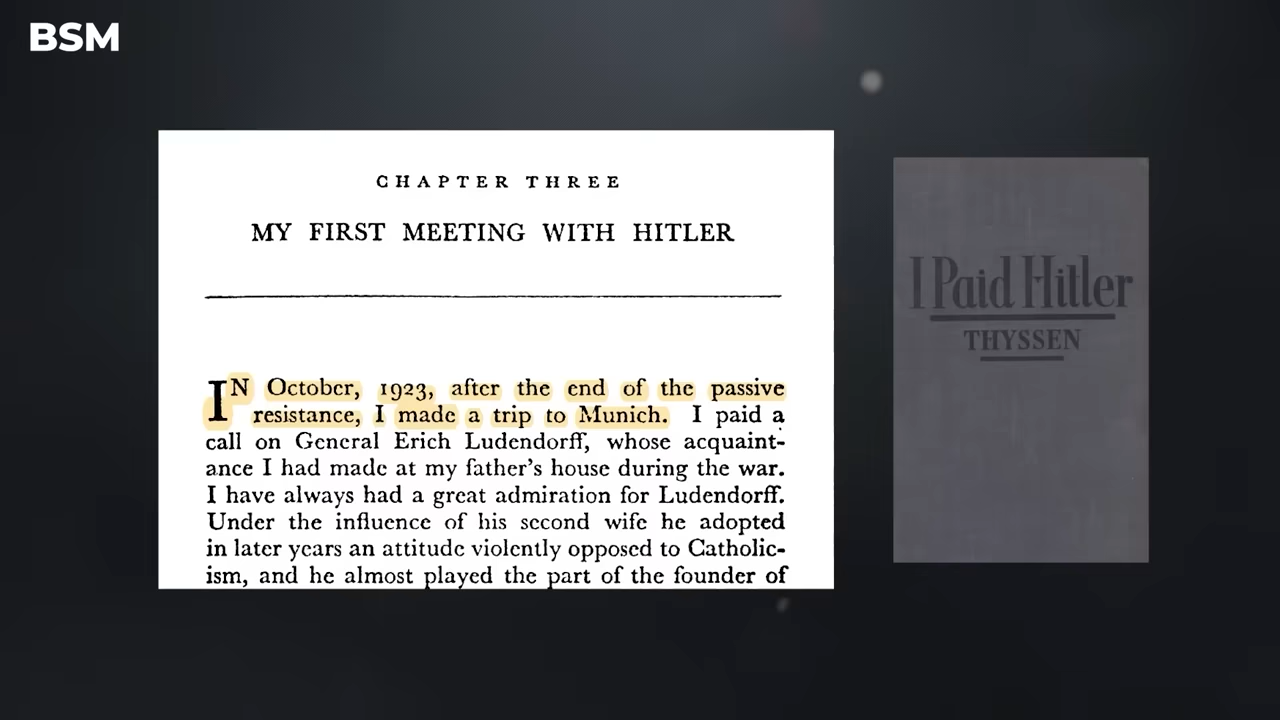 BSM
CHAPTER THREE
MY FIRST MEETING WITH HITLER
IN October, 1923, after the end of the passive
resistance, I made a trip to Munich. I paid a
call on General Erich Ludendorff, whose acquaint-
ance I had made at my father's house during the war.
I have always had a great admiration for Ludendorff.
Under the influence of his second wife he adopted
in later years an attitude violently opposed to Catholic-
ism, and he almost played the part of the founder of
I Paid Hitler
THYSSEN